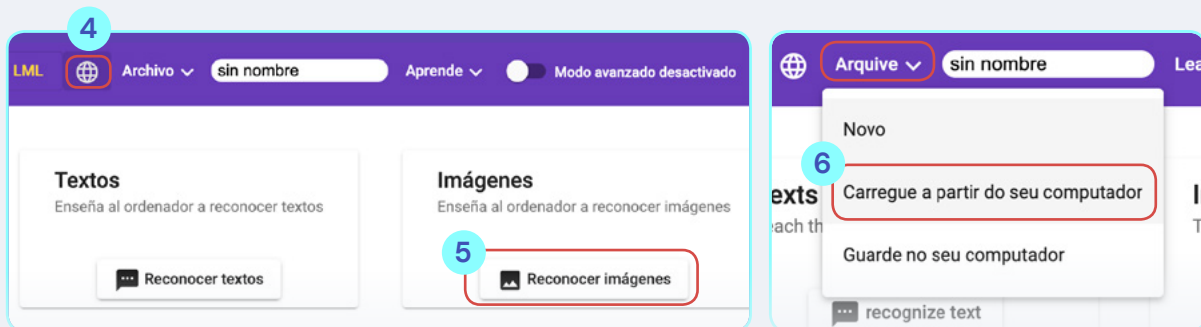 4
LML
Archivo
sin nombre
Aprende
Modo avanzado desactivado
Textos
Enseña al ordenador a reconocer textos
Reconocer textos
Imágenes
Enseña al ordenador a reconocer imágenes
5
Reconocer imágenes
Arquive
sin nombre
Lea
Novo
6
Carregue a partir do seu computador
Guarde no seu computador
exts
each th
recognize text
I
T